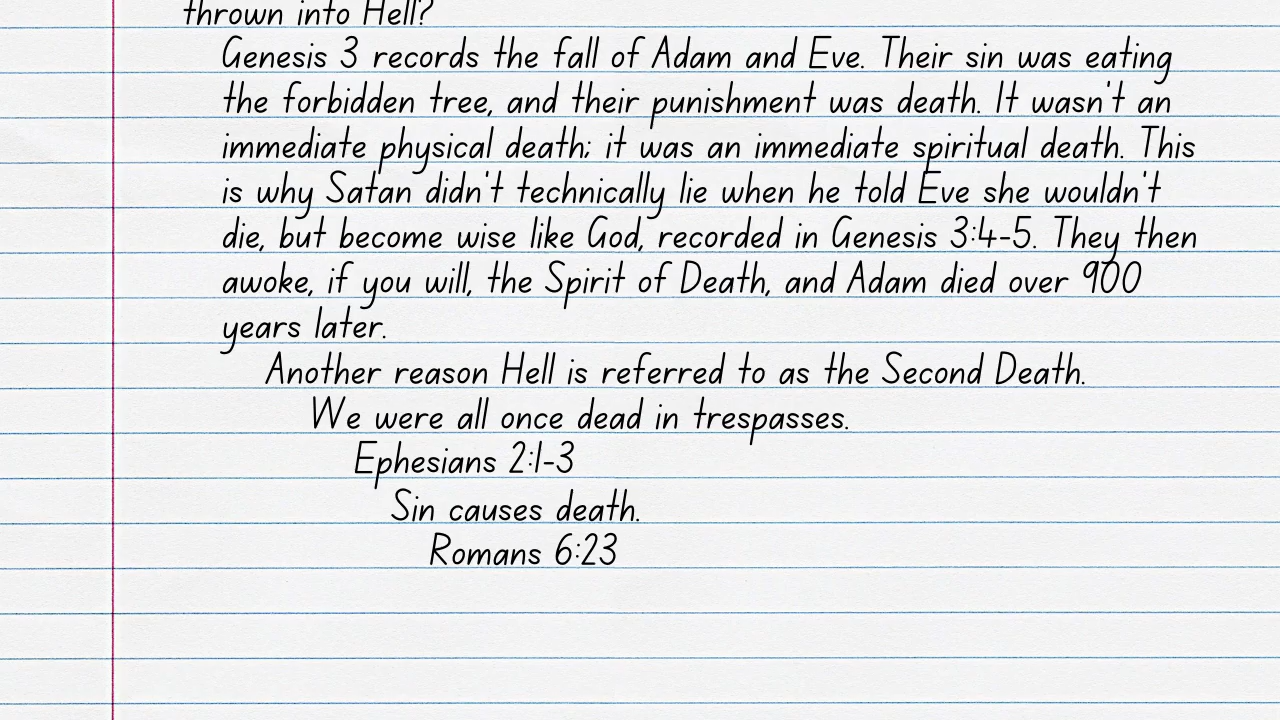 thrown into Hell?
Genesis 3 records the fall of Adam and Eve. Their sin was eating
the forbidden tree, and their punishment was death. It wasn't an
immediate physical death; it was an immediate spiritual death. This
is why Satan didn't technically lie when he told Eve she wouldn't
die, but become wise like God, recorded in Genesis 3:4-5. They then
awoke, if you will, the Spirit of Death, and Adam died over 900
years later.
Another reason Hell is referred to as the Second Death.
We were all once dead in trespasses.
Ephesians 2:1-3
Sin causes death.
Romans 6:23